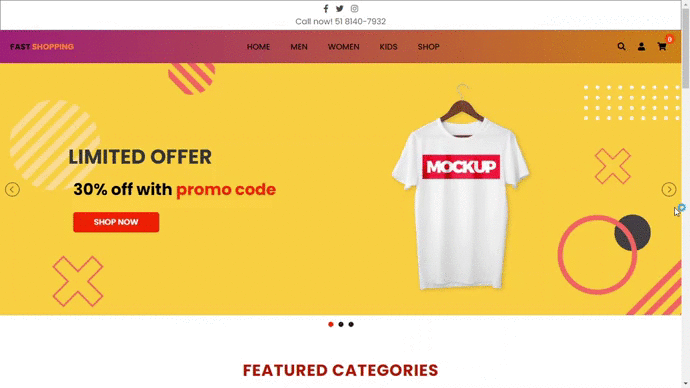 Call now! 51 8140-7932
FAST SHOPPING
HOME MEN WOMEN KIDS SHOP
0
LIMITED OFFER
30% off with promo code
SHOP NOW
MOCKUP
FEATURED CATEGORIES